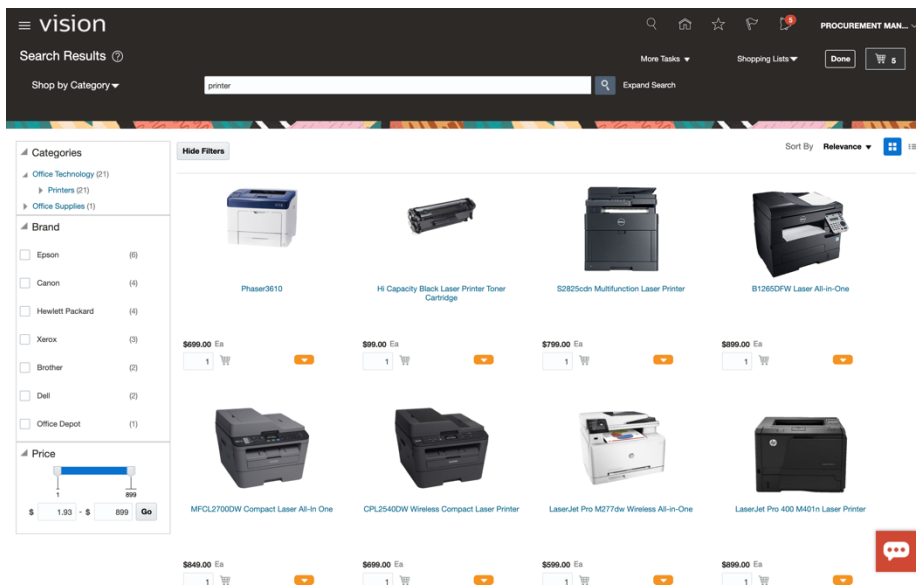 vision
5
PROCUREMENT MAN...
Search Results
More Tasks
Shopping Lists
Done
5
Shop by Category
printer
Expand Search
Categories
Office Technology (21)
Printers (21)
Office Supplies (1)
Brand
Epson (6)
Canon (4)
Hewlett Packard (4)
Xerox (3)
Brother (2)
Dell (2)
Office Depot (1)
Price
1 899
$ 1.93 - $ 899 Go
Hide Filters
Sort By Relevance
Phaser3610
Hi Capacity Black Laser Printer Toner
Cartridge
S2825cdn Multifunction Laser Printer
B1265DFW Laser All-in-One
$699.00 Ea
$99.00 Ea
$799.00 Ea
$899.00 Ea
1
1
1
1
MFCL2700DW Compact Laser All-In One
CPL2540DW Wireless Compact Laser Printer
LaserJet Pro M277dw Wireless All-in-One
LaserJet Pro 400 M401n Laser Printer
$849.00 Ea
$699.00 Ea
$599.00 Ea
$899.00 Ea
1
1
1
1